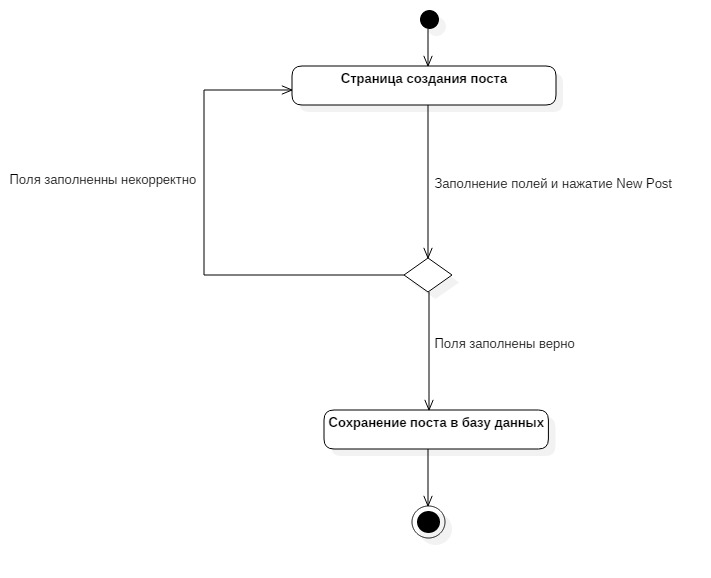 Страница создания поста
Поля заполненны некорректно
Заполнение полей и нажатие New Post
Поля заполнены верно
Сохранение поста в базу данных